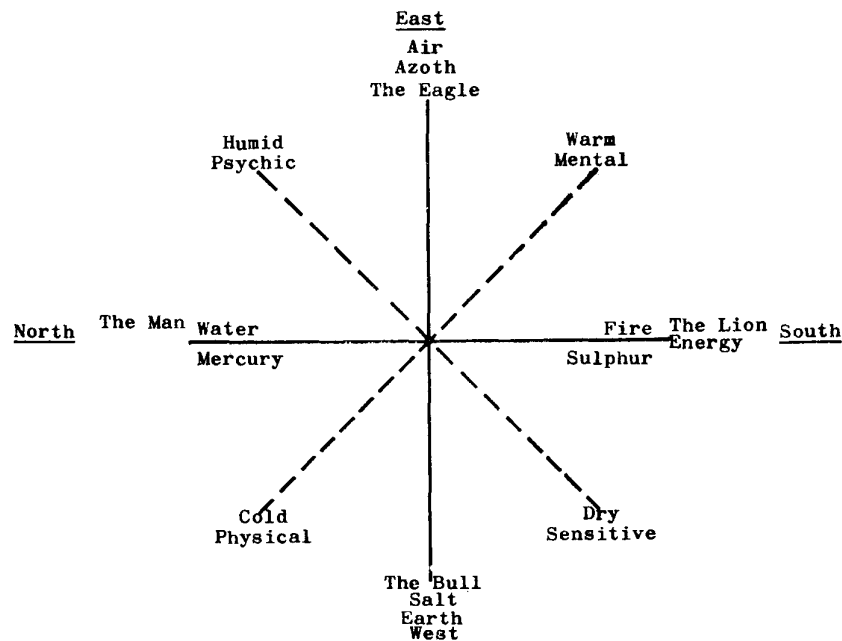 East
Air
Azoth
The Eagle
Humid
Psychic
Warm
Mental
North
The Man
Water
Mercury
Fire
Sulphur
The Lion
Energy
South
Cold
Physical
Dry
Sensitive
The Bull
Salt
Earth
West